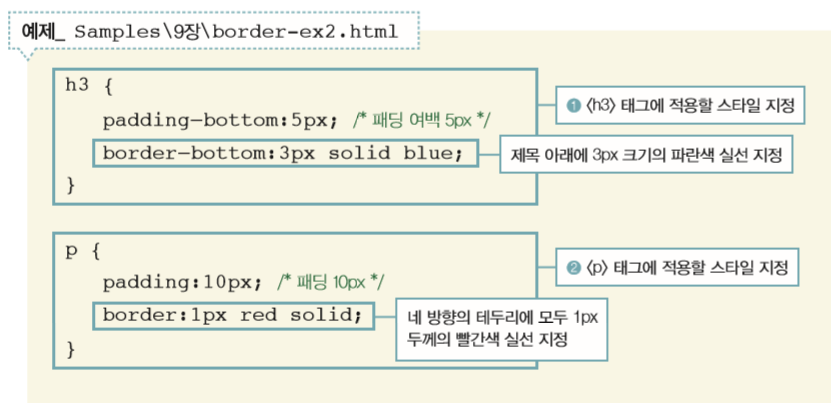 예제_ Samples\9장\border-ex2.html
h3 {
padding-bottom:5px; /* 패딩 여백 5px */
border-bottom:3px solid blue;
}
❶ 〈h3〉 태그에 적용할 스타일 지정
제목 아래에 3px 크기의 파란색 실선 지정
p {
padding:10px; /* 패딩 10px */
border:1px red solid;
}
❷ 〈p〉 태그에 적용할 스타일 지정
네 방향의 테두리에 모두 1px
두께의 빨간색 실선 지정